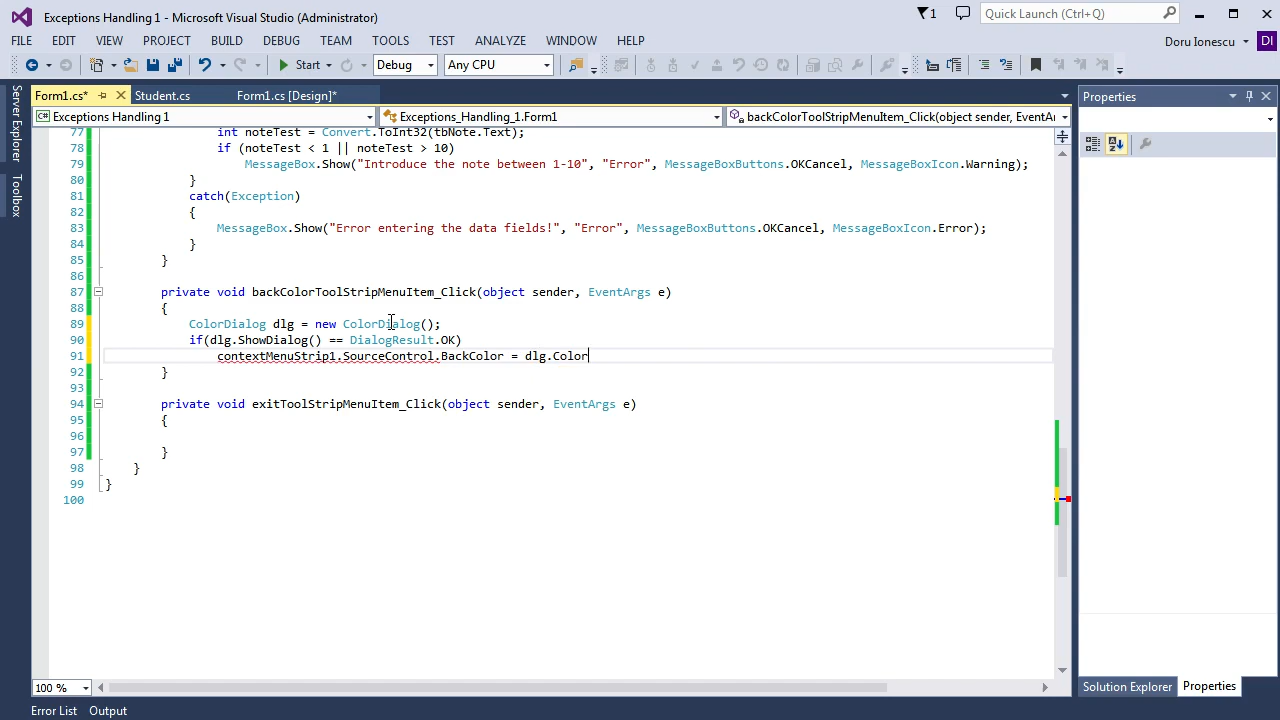 Exceptions Handling 1 - Microsoft Visual Studio (Administrator)
1
Quick Launch (Ctrl+Q)
FILE EDIT VIEW PROJECT BUILD DEBUG TEAM TOOLS TEST ANALYZE WINDOW HELP
Doru Ionescu DI
Start Debug Any CPU
Server Explorer
Toolbox
Form1.cs* Student.cs Form1.cs [Design]*
Exceptions Handling 1 Exceptions_Handling_1.Form1 backColorToolStripMenuItem_Click(object sender, EventAr
77 int noteTest = Convert.ToInt32(tbNote.Text);
78 if (noteTest < 1 || noteTest > 10)
79 MessageBox.Show("Introduce the note between 1-10", "Error", MessageBoxButtons.OKCancel, MessageBoxIcon.Warning);
80 }
81 catch(Exception)
82 {
83 MessageBox.Show("Error entering the data fields!", "Error", MessageBoxButtons.OKCancel, MessageBoxIcon.Error);
84 }
85 }
86
87 private void backColorToolStripMenuItem_Click(object sender, EventArgs e)
88 {
89 ColorDialog dlg = new ColorDialog();
90 if(dlg.ShowDialog() == DialogResult.OK)
91 contextMenuStrip1.SourceControl.BackColor = dlg.Color
92 }
93
94 private void exitToolStripMenuItem_Click(object sender, EventArgs e)
95 {
96
97 }
98 }
99 }
100
100 %
Properties
Solution Explorer Properties
Error List Output